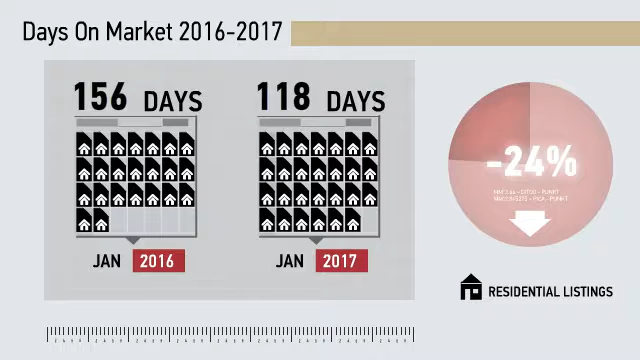 Days On Market 2016-2017
156 DAYS
118 DAYS
-24%
JAN 2016
JAN 2017
RESIDENTIAL LISTINGS